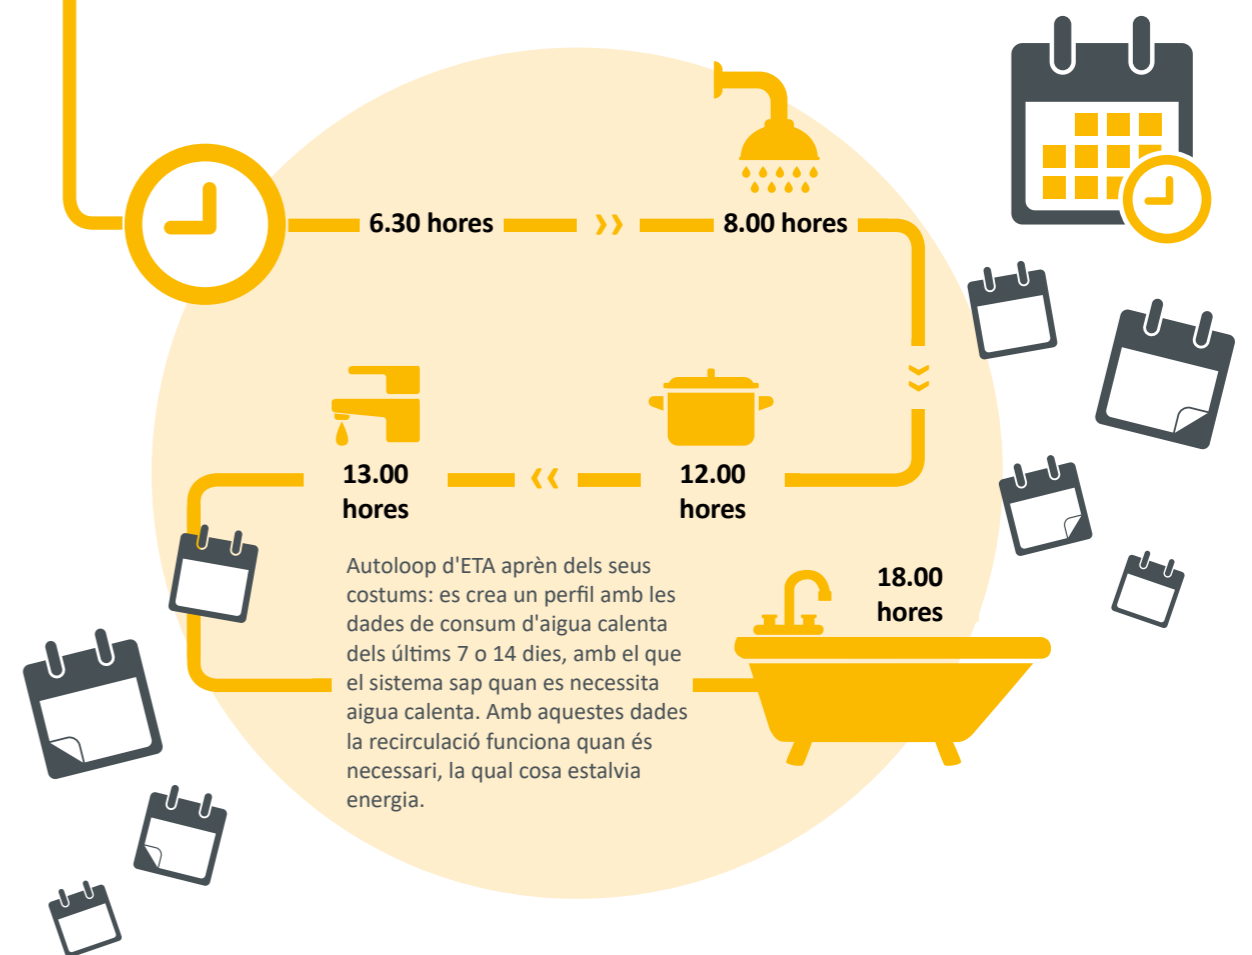 6.30 hores
8.00 hores
13.00
hores
12.00
hores
18.00
hores
Autoloop d'ETA aprèn dels seus
costums: es crea un perfil amb les
dades de consum d'aigua calenta
dels últims 7 o 14 dies, amb el que
el sistema sap quan es necessita
aigua calenta. Amb aquestes dades
la recirculació funciona quan és
necessari, la qual cosa estalvia
energia.